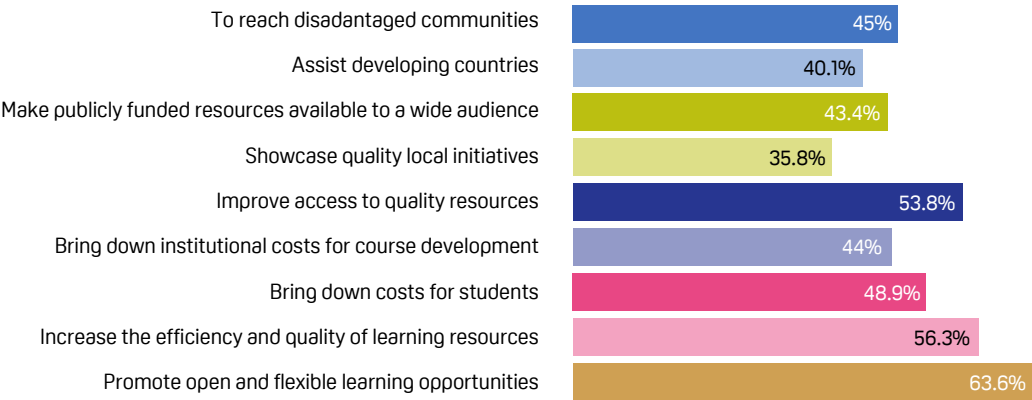 To reach disadantaged communities 45%
Assist developing countries 40.1%
Make publicly funded resources available to a wide audience 43.4%
Showcase quality local initiatives 35.8%
Improve access to quality resources 53.8%
Bring down institutional costs for course development 44%
Bring down costs for students 48.9%
Increase the efficiency and quality of learning resources 56.3%
Promote open and flexible learning opportunities 63.6%